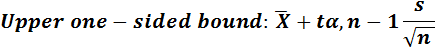 Upper one − sided bound: X̅ + tα, n − 1 s/√n